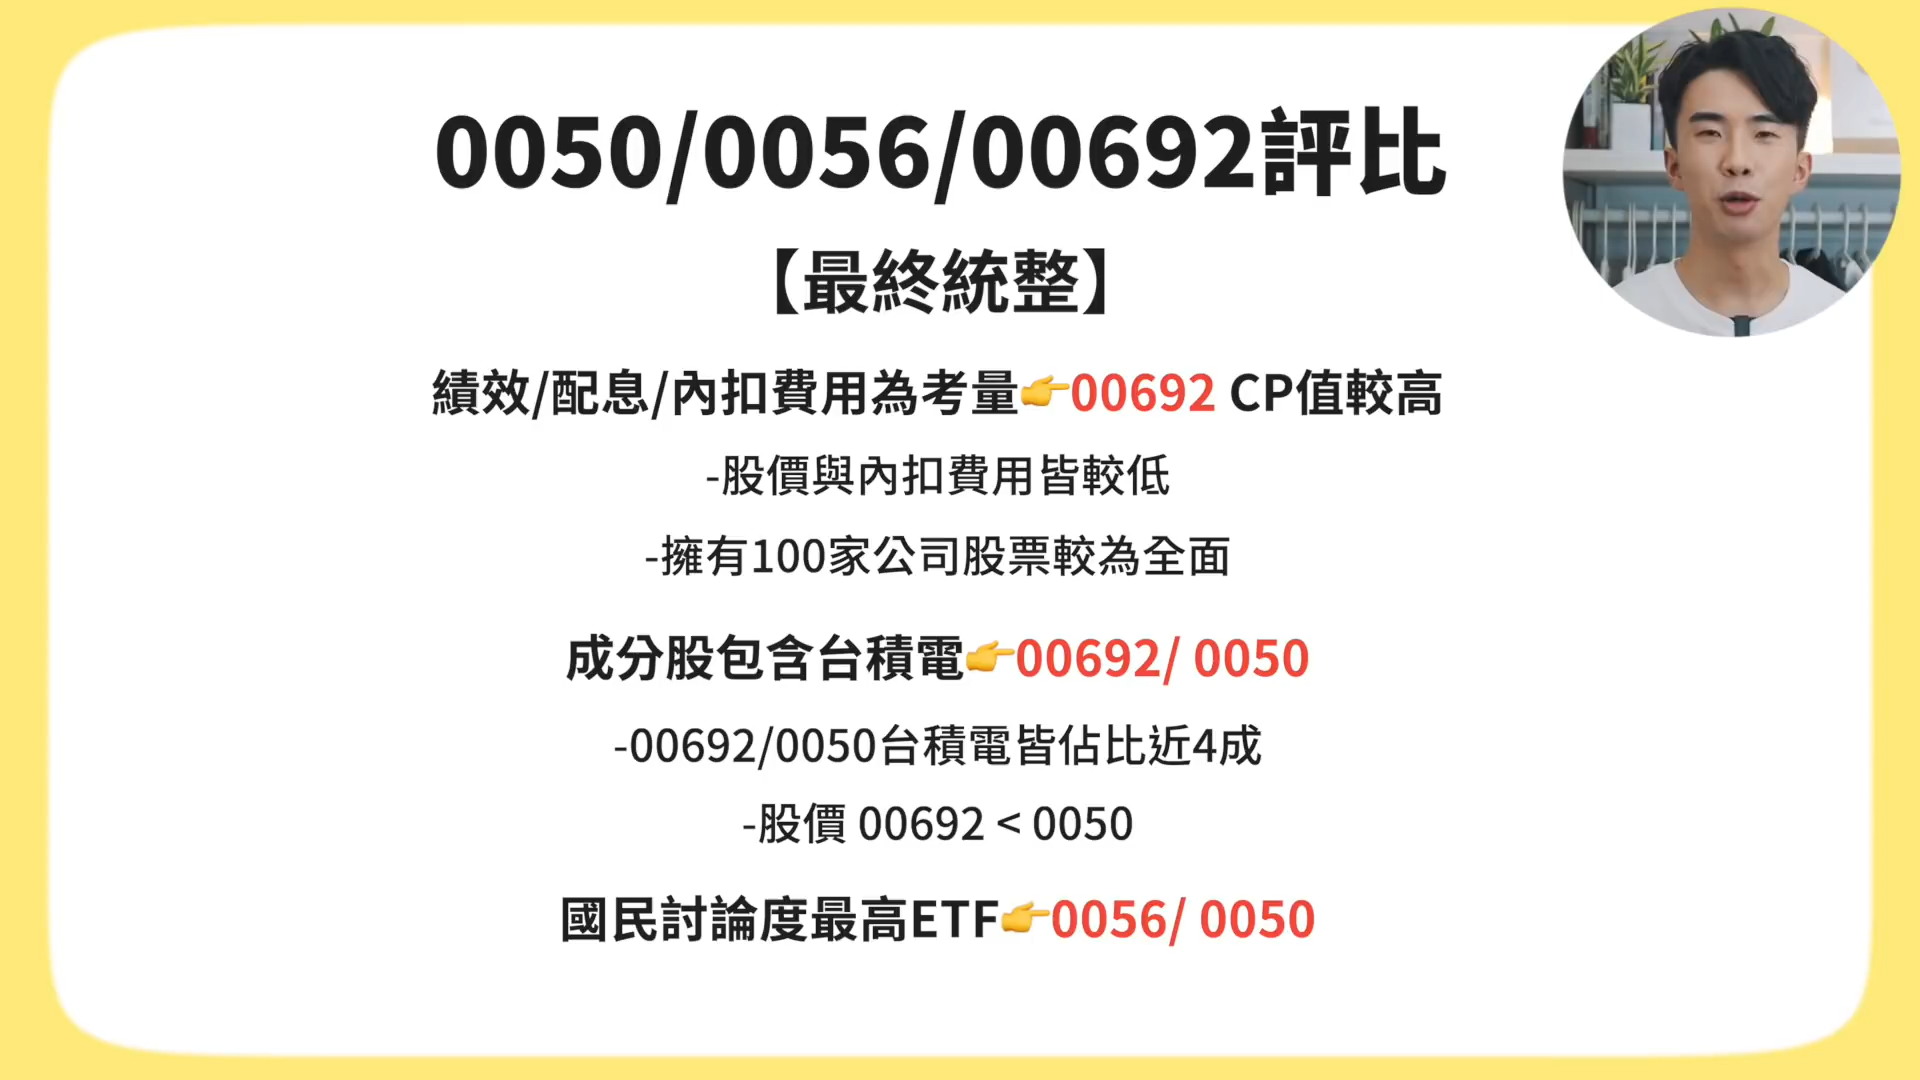 0050/0056/00692評比
【最終統整】
績效/配息/內扣費用為考量👉00692 CP值較高
-股價與內扣費用皆較低
-擁有100家公司股票較為全面
成分股包含台積電👉00692/ 0050
-00692/0050台積電皆佔比近4成
-股價 00692 < 0050
國民討論度最高ETF👉0056/ 0050